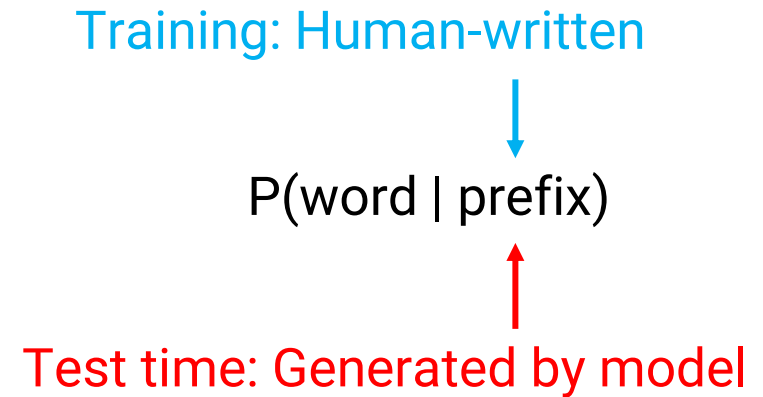 Training: Human-written
P(word | prefix)
Test time: Generated by model